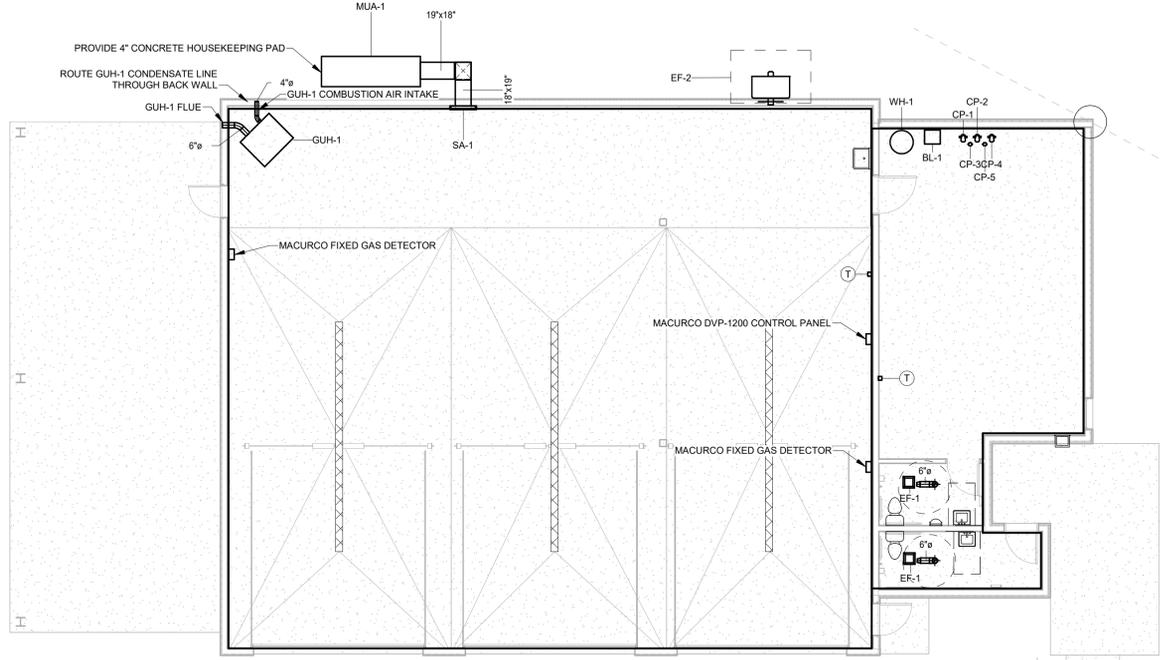 MUA-1
19"x18"
PROVIDE 4" CONCRETE HOUSEKEEPING PAD
ROUTE GUH-1 CONDENSATE LINE
THROUGH BACK WALL
4"ø
GUH-1 COMBUSTION AIR INTAKE
18"x19"
GUH-1 FLUE
6"ø
GUH-1
SA-1
EF-2
WH-1
CP-2
CP-1
BL-1
CP-3
CP-4
CP-5
MACURCO FIXED GAS DETECTOR
T
MACURCO DVP-1200 CONTROL PANEL
T
MACURCO FIXED GAS DETECTOR
6"ø
EF-1
6"ø
EF-1